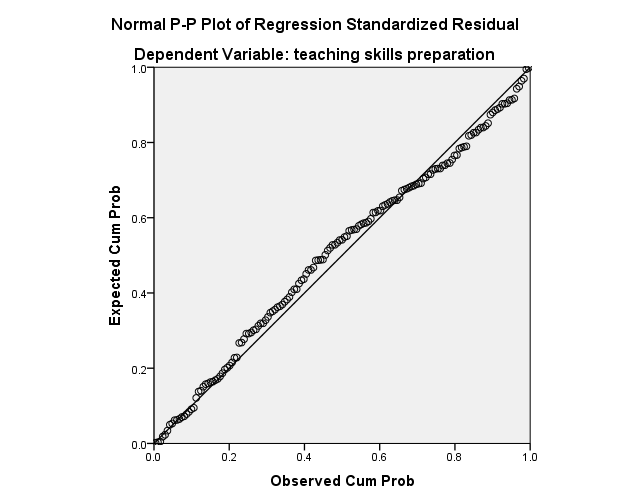 Normal P-P Plot of Regression Standardized Residual
Dependent Variable: teaching skills preparation
Expected Cum Prob
1.0
0.8
0.6
0.4
0.2
0.0
0.0 0.2 0.4 0.6 0.8 1.0
Observed Cum Prob